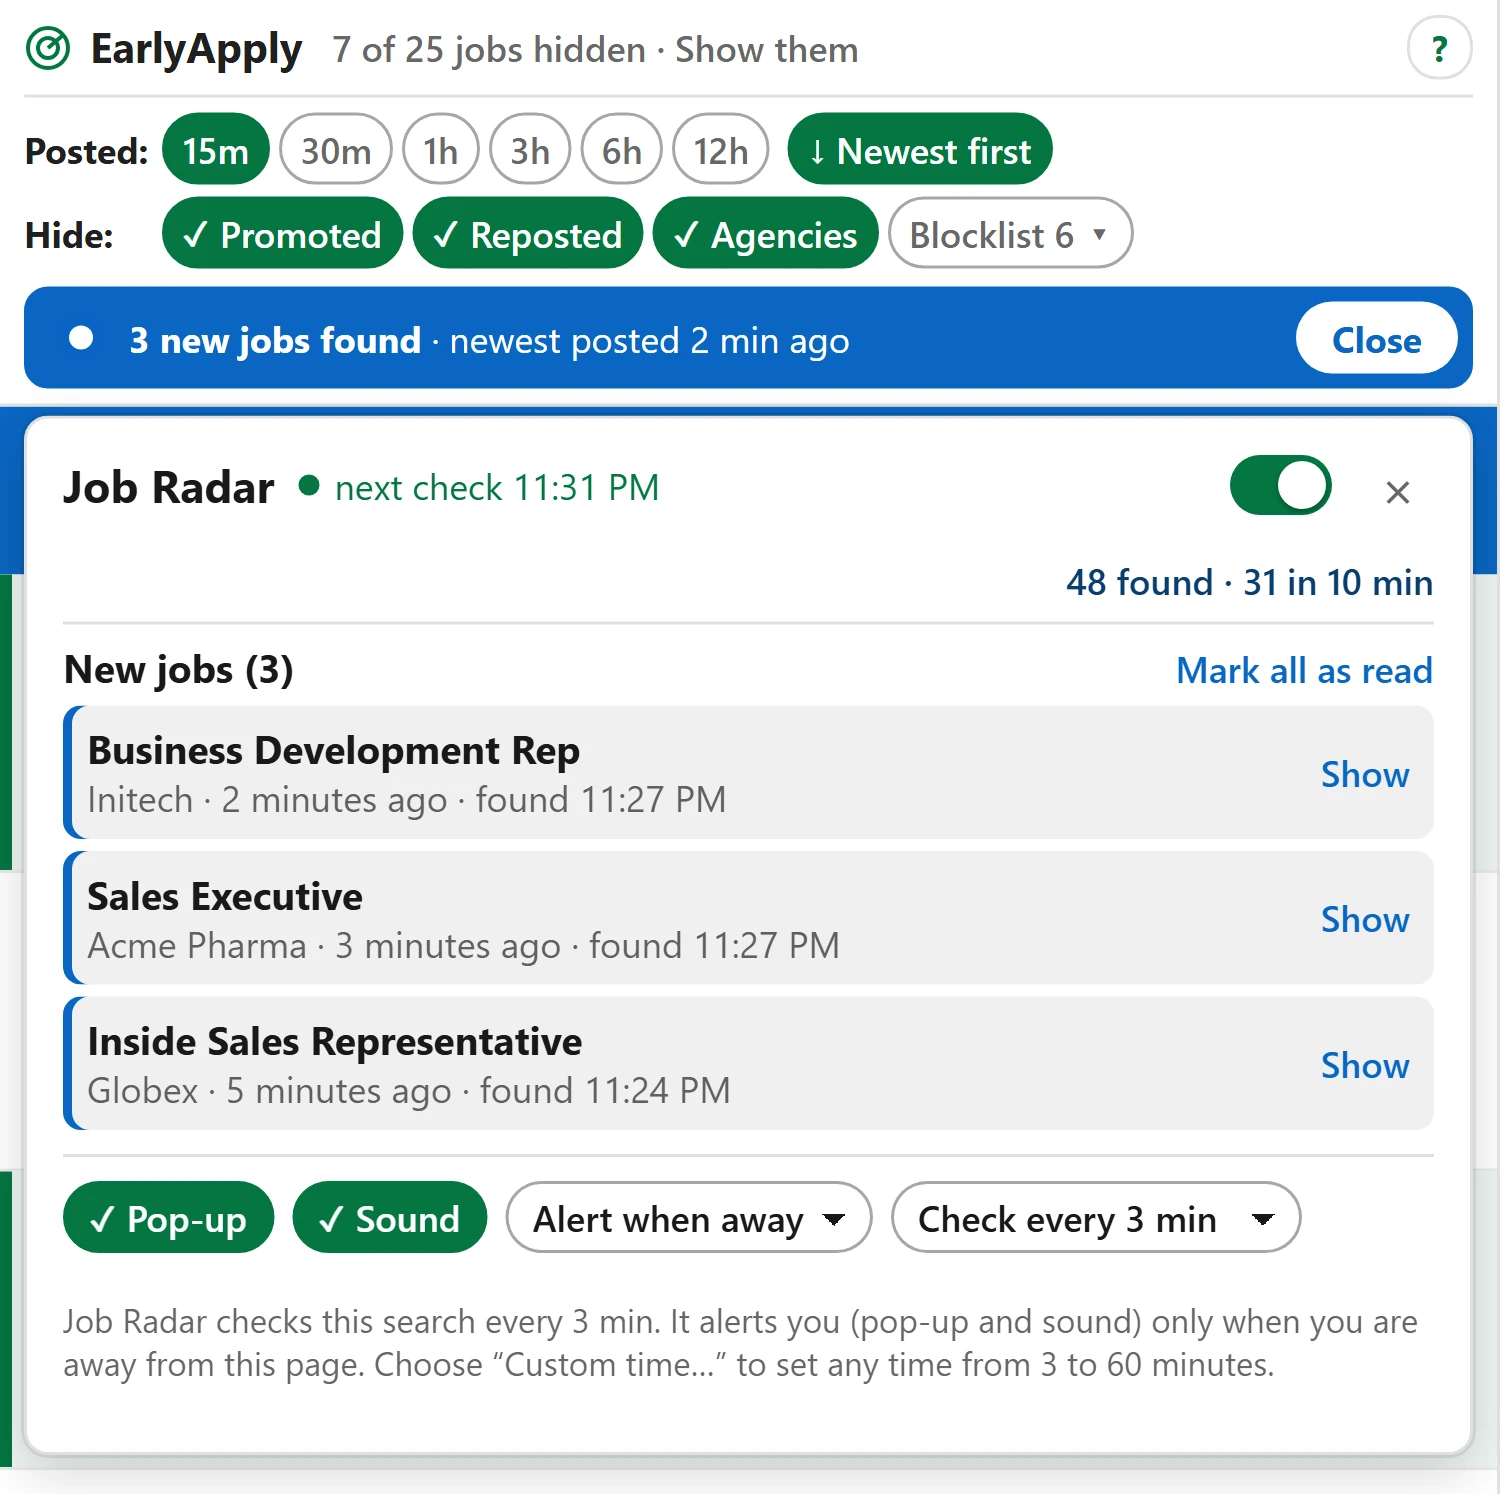 EarlyApply 7 of 25 jobs hidden · Show them ?
Posted: 15m 30m 1h 3h 6h 12h ↓ Newest first
Hide: ✓ Promoted ✓ Reposted ✓ Agencies Blocklist 6 ▼
3 new jobs found · newest posted 2 min ago Close
Job Radar ● next check 11:31 PM ×
48 found · 31 in 10 min
New jobs (3) Mark all as read
Business Development Rep
Initech · 2 minutes ago · found 11:27 PM Show
Sales Executive
Acme Pharma · 3 minutes ago · found 11:27 PM Show
Inside Sales Representative
Globex · 5 minutes ago · found 11:24 PM Show
✓ Pop-up ✓ Sound Alert when away Check every 3 min
Job Radar checks this search every 3 min. It alerts you (pop-up and sound) only when you are
away from this page. Choose “Custom time…” to set any time from 3 to 60 minutes.